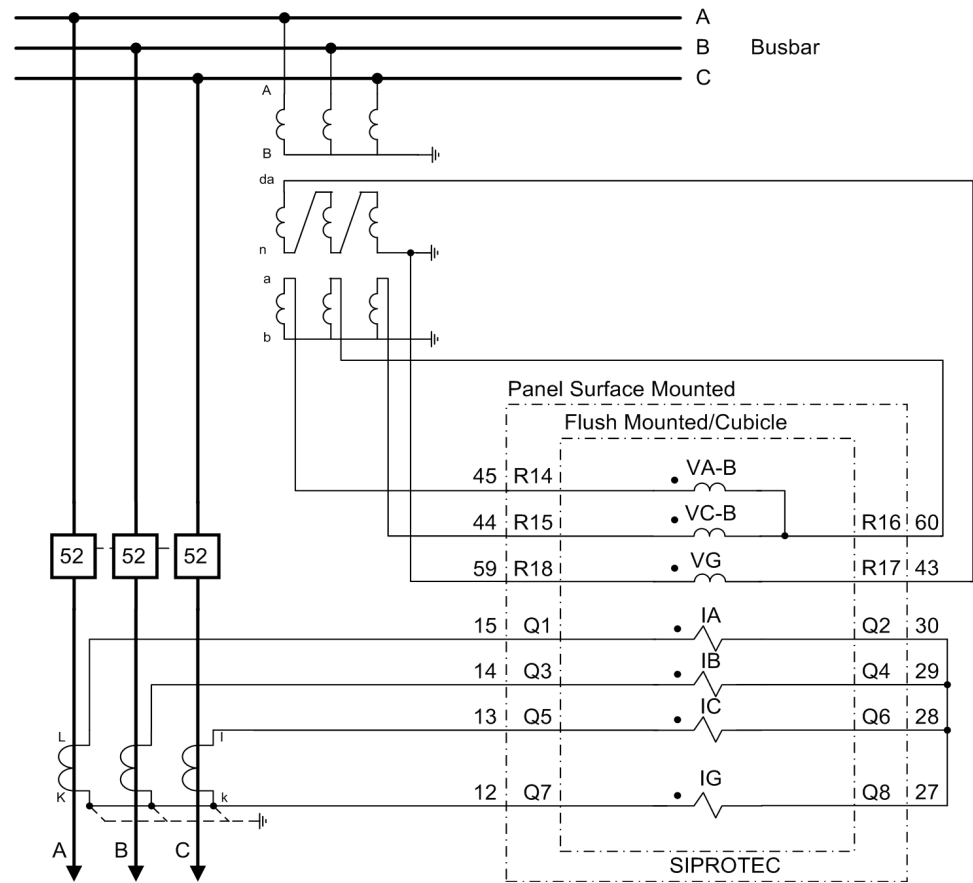 A
B Busbar
C
A
B
da
n
a
b
Panel Surface Mounted
Flush Mounted/Cubicle
45 R14 VA-B
44 R15 VC-B R16 60
59 R18 VG R17 43
52 52 52
15 Q1 IA Q2 30
14 Q3 IB Q4 29
13 Q5 IC Q6 28
L l
K k
12 Q7 IG Q8 27
A B C
SIPROTEC